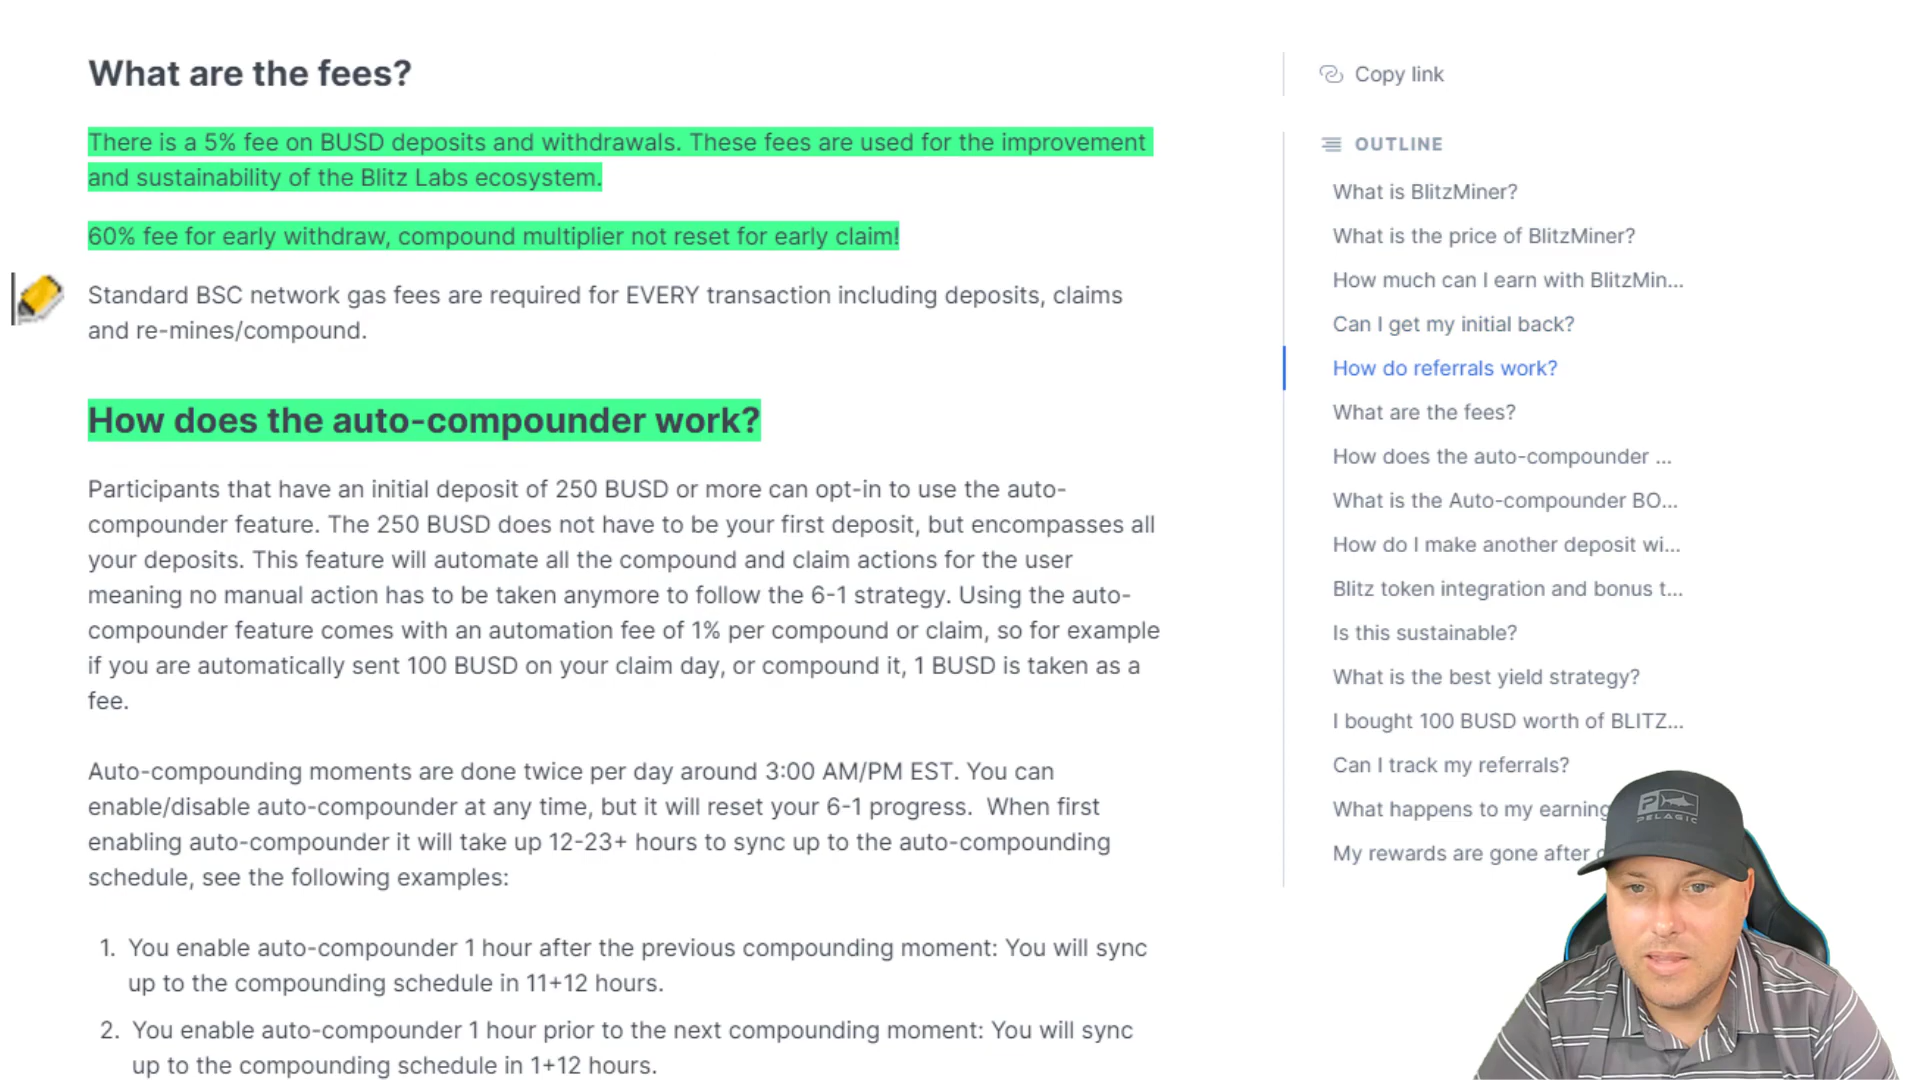 What are the fees?
There is a 5% fee on BUSD deposits and withdrawals. These fees are used for the improvement
and sustainability of the Blitz Labs ecosystem.
60% fee for early withdraw, compound multiplier not reset for early claim!
Standard BSC network gas fees are required for EVERY transaction including deposits, claims
and re-mines/compound.
How does the auto-compounder work?
Participants that have an initial deposit of 250 BUSD or more can opt-in to use the auto-
compounder feature. The 250 BUSD does not have to be your first deposit, but encompasses all
your deposits. This feature will automate all the compound and claim actions for the user
meaning no manual action has to be taken anymore to follow the 6-1 strategy. Using the auto-
compounder feature comes with an automation fee of 1% per compound or claim, so for example
if you are automatically sent 100 BUSD on your claim day, or compound it, 1 BUSD is taken as a
fee.
Auto-compounding moments are done twice per day around 3:00 AM/PM EST. You can
enable/disable auto-compounder at any time, but it will reset your 6-1 progress.  When first
enabling auto-compounder it will take up 12-23+ hours to sync up to the auto-compounding
schedule, see the following examples:
1. You enable auto-compounder 1 hour after the previous compounding moment: You will sync
up to the compounding schedule in 11+12 hours.
2. You enable auto-compounder 1 hour prior to the next compounding moment: You will sync
up to the compounding schedule in 1+12 hours.
Copy link
OUTLINE
What is BlitzMiner?
What is the price of BlitzMiner?
How much can I earn with BlitzMin...
Can I get my initial back?
How do referrals work?
What are the fees?
How does the auto-compounder ...
What is the Auto-compounder BO...
How do I make another deposit wi...
Blitz token integration and bonus t...
Is this sustainable?
What is the best yield strategy?
I bought 100 BUSD worth of BLITZ...
Can I track my referrals?
What happens to my earning
My rewards are gone after
P
PELAGIC